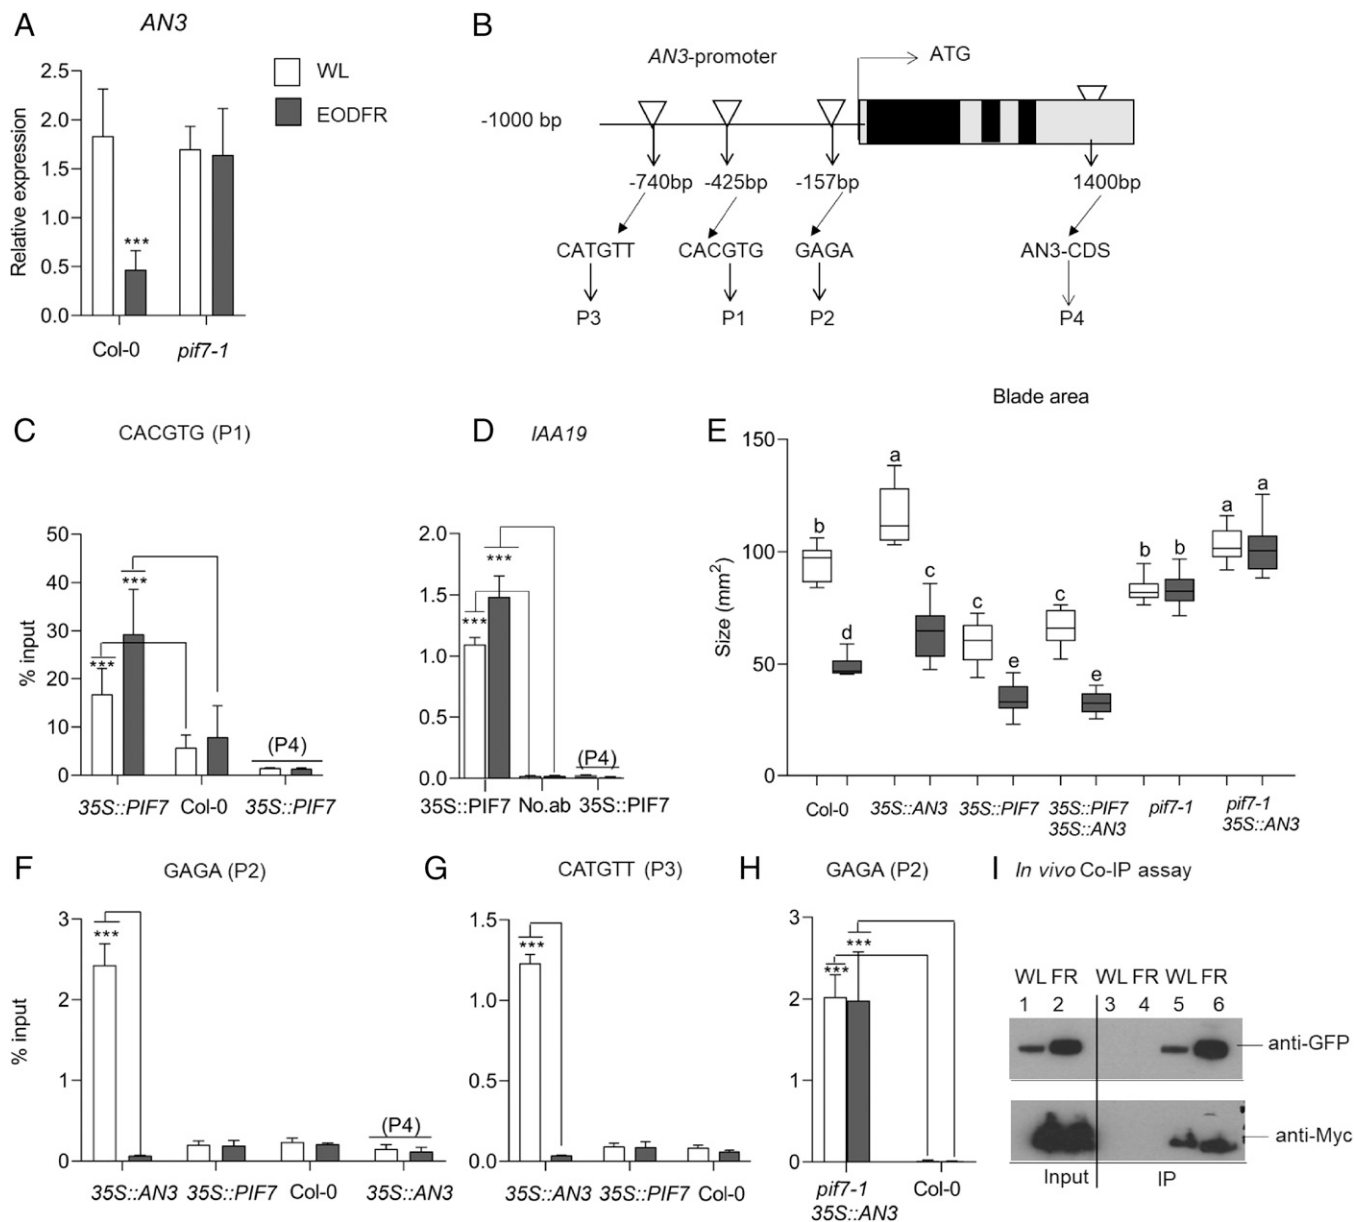 A
AN3
2.5
2.0
1.5
1.0
0.5
0.0
Relative expression
***
Col-0
pif7-1
WL
EODFR
B
AN3-promoter
ATG
-1000 bp
-740bp
-425bp
-157bp
1400bp
CATGTT
CACGTG
GAGA
AN3-CDS
P3
P1
P2
P4
C
CACGTG (P1)
50
40
30
20
10
0
% input
***
***
(P4)
35S::PIF7
Col-0
35S::PIF7
D
IAA19
2.0
1.5
1.0
0.5
0.0
***
***
(P4)
35S::PIF7
No.ab
35S::PIF7
E
Blade area
150
100
50
0
Size (mm²)
b
d
a
c
c
e
c
e
b
b
a
a
Col-0
35S::AN3
35S::PIF7
35S::PIF7
35S::AN3
pif7-1
pif7-1
35S::AN3
F
GAGA (P2)
3
2
1
0
% input
***
(P4)
35S::AN3
35S::PIF7
Col-0
35S::AN3
G
CATGTT (P3)
1.5
1.0
0.5
0.0
***
35S::AN3
35S::PIF7
Col-0
H
GAGA (P2)
3
2
1
0
***
***
pif7-1
35S::AN3
Col-0
I
In vivo Co-IP assay
WL FR WL FR WL FR
1 2 3 4 5 6
anti-GFP
anti-Myc
Input
IP